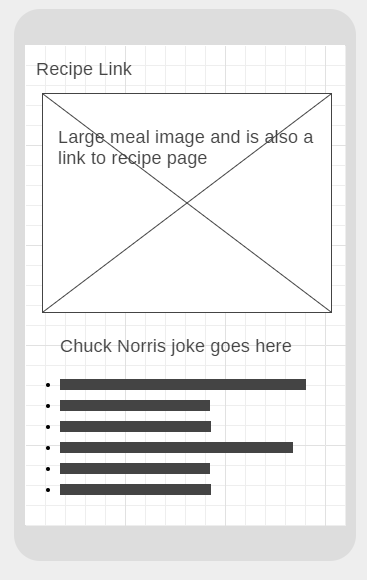 Recipe Link
Large meal image and is also a
link to recipe page
Chuck Norris joke goes here